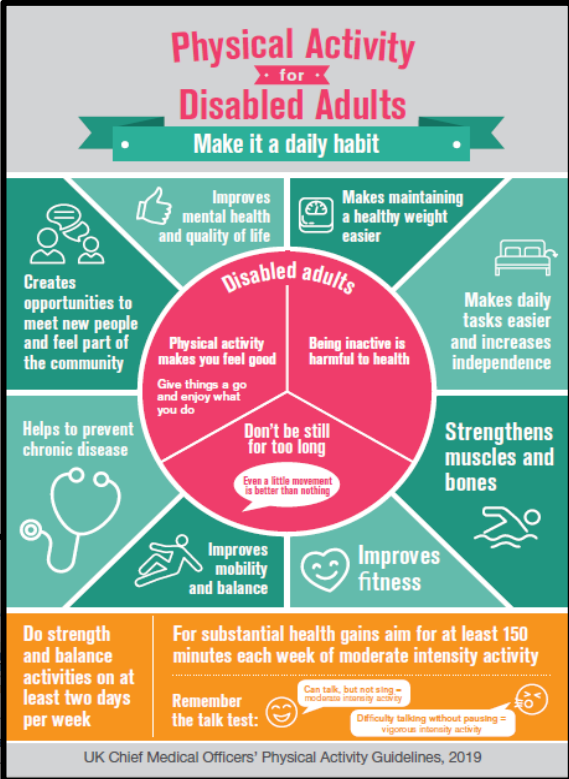 Physical Activity
for
Disabled Adults
Make it a daily habit
Improves
mental health
and quality of life
Makes maintaining
a healthy weight
easier
Creates
opportunities to
meet new people
and feel part of
the community
Makes daily
tasks easier
and increases
independence
Disabled adults
Physical activity
makes you feel good
Give things a go
and enjoy what
you do
Being inactive is
harmful to health
Don't be still
for too long
Even a little movement
is better than nothing
Helps to prevent
chronic disease
Strengthens
muscles and
bones
Improves
mobility
and balance
Improves
fitness
Do strength
and balance
activities on at
least two days
per week
For substantial health gains aim for at least 150
minutes each week of moderate intensity activity
Remember
the talk test:
Can talk, but not sing =
moderate intensity activity
Difficulty talking without pausing =
vigorous intensity activity
UK Chief Medical Officers' Physical Activity Guidelines, 2019